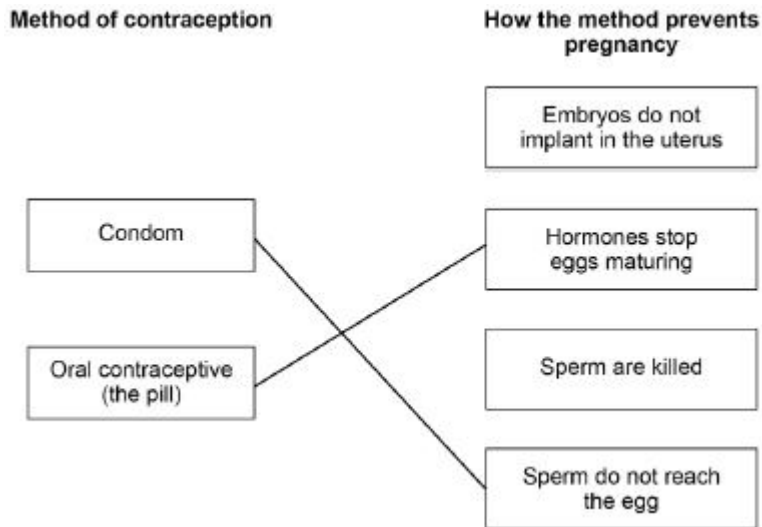 Method of contraception
How the method prevents
pregnancy
Embryos do not
implant in the uterus
Condom
Hormones stop
eggs maturing
Oral contraceptive
(the pill)
Sperm are killed
Sperm do not reach
the egg